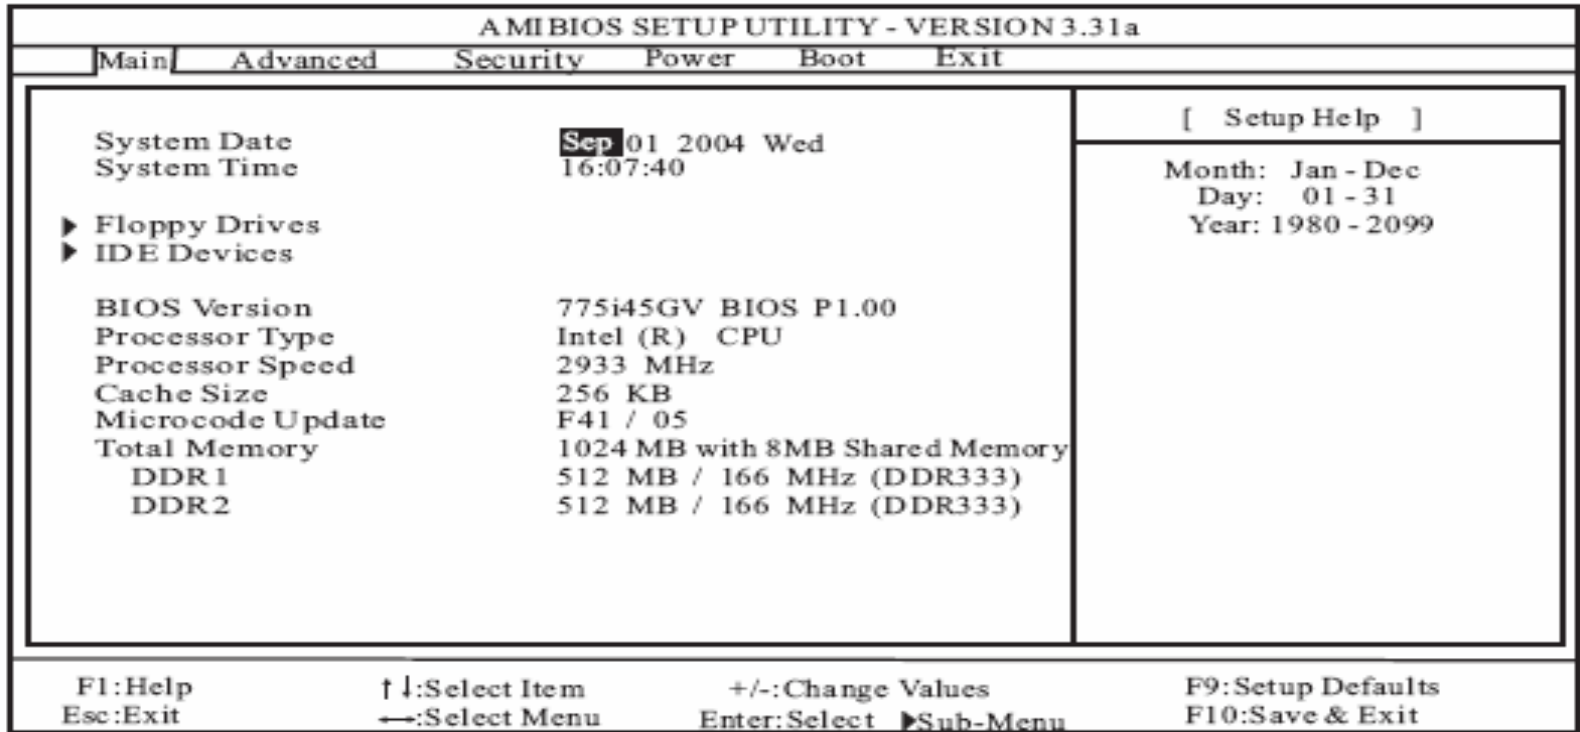 AMIBIOS SETUP UTILITY - VERSION 3.31a
Main Advanced Security Power Boot Exit
System Date Sep 01 2004 Wed
System Time 16:07:40
▶ Floppy Drives
▶ IDE Devices
BIOS Version 775i45GV BIOS P1.00
Processor Type Intel (R) CPU
Processor Speed 2933 MHz
Cache Size 256 KB
Microcode Update F41 / 05
Total Memory 1024 MB with 8MB Shared Memory
DDR1 512 MB / 166 MHz (DDR333)
DDR2 512 MB / 166 MHz (DDR333)
[ Setup Help ]
Month: Jan - Dec
Day: 01 - 31
Year: 1980 - 2099
F1:Help ↑↓:Select Item +/-:Change Values F9:Setup Defaults
Esc:Exit ↔:Select Menu Enter:Select ▶Sub-Menu F10:Save & Exit